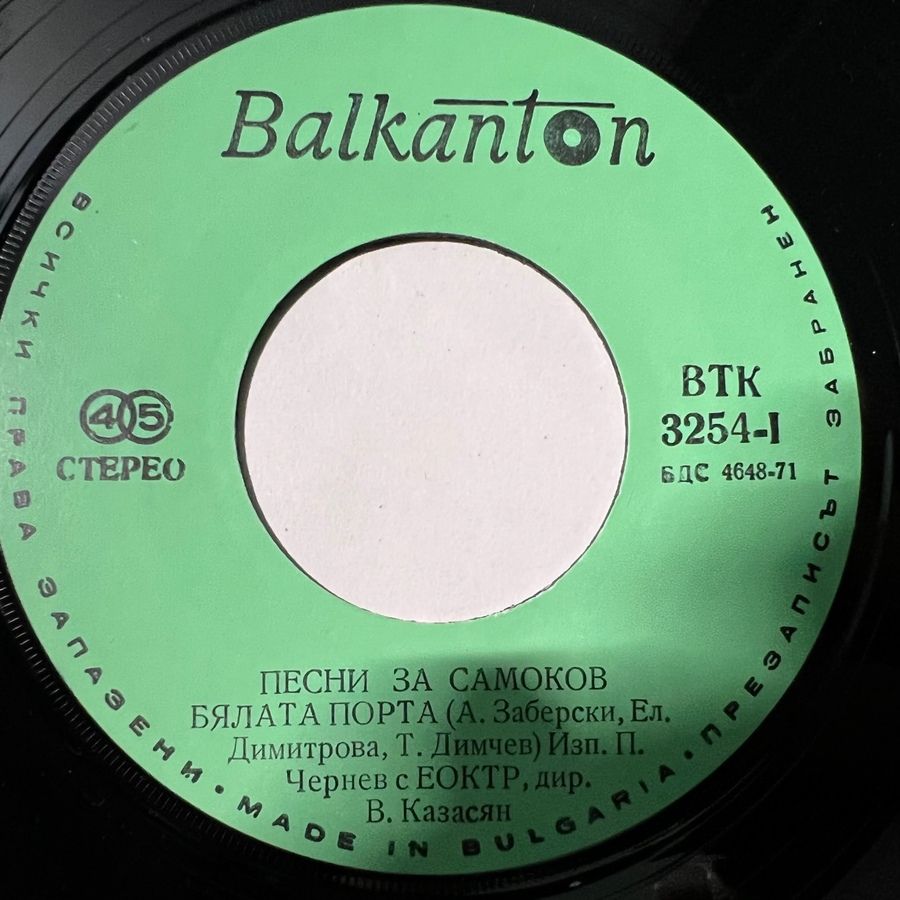 Balkanton
45
СТЕРЕО
ВТК
3254-I
БДС 4648-71
ПЕСНИ ЗА САМОКОВ
БЯЛАТА ПОРТА (А. Заберски, Ел.
Димитрова, Т. Димчев) Изп. П.
Чернев с ЕОКТР, дир.
В. Казасян
ВСИЧКИ ПРАВА ЗАПАЗЕНИ • MADE IN BULGARIA • ПРЕЗАПИСЪТ ЗАБРАНЕН